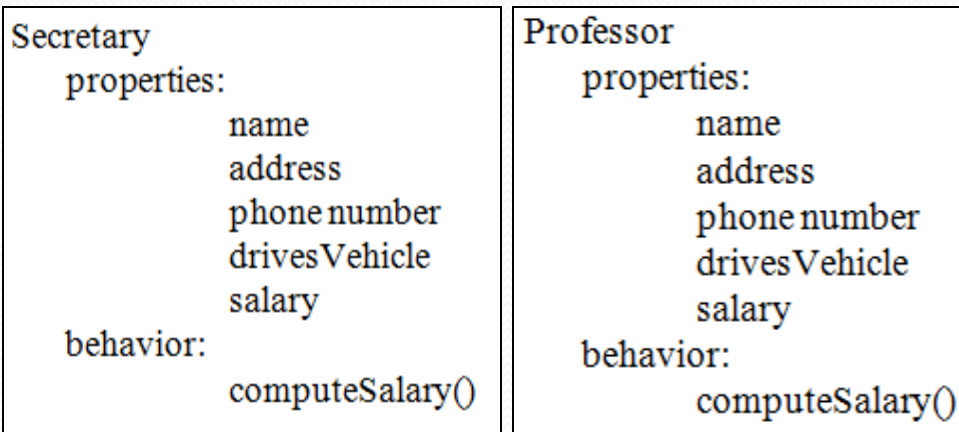 Secretary
properties:
name
address
phone number
drivesVehicle
salary
behavior:
computeSalary()
Professor
properties:
name
address
phone number
drivesVehicle
salary
behavior:
computeSalary()